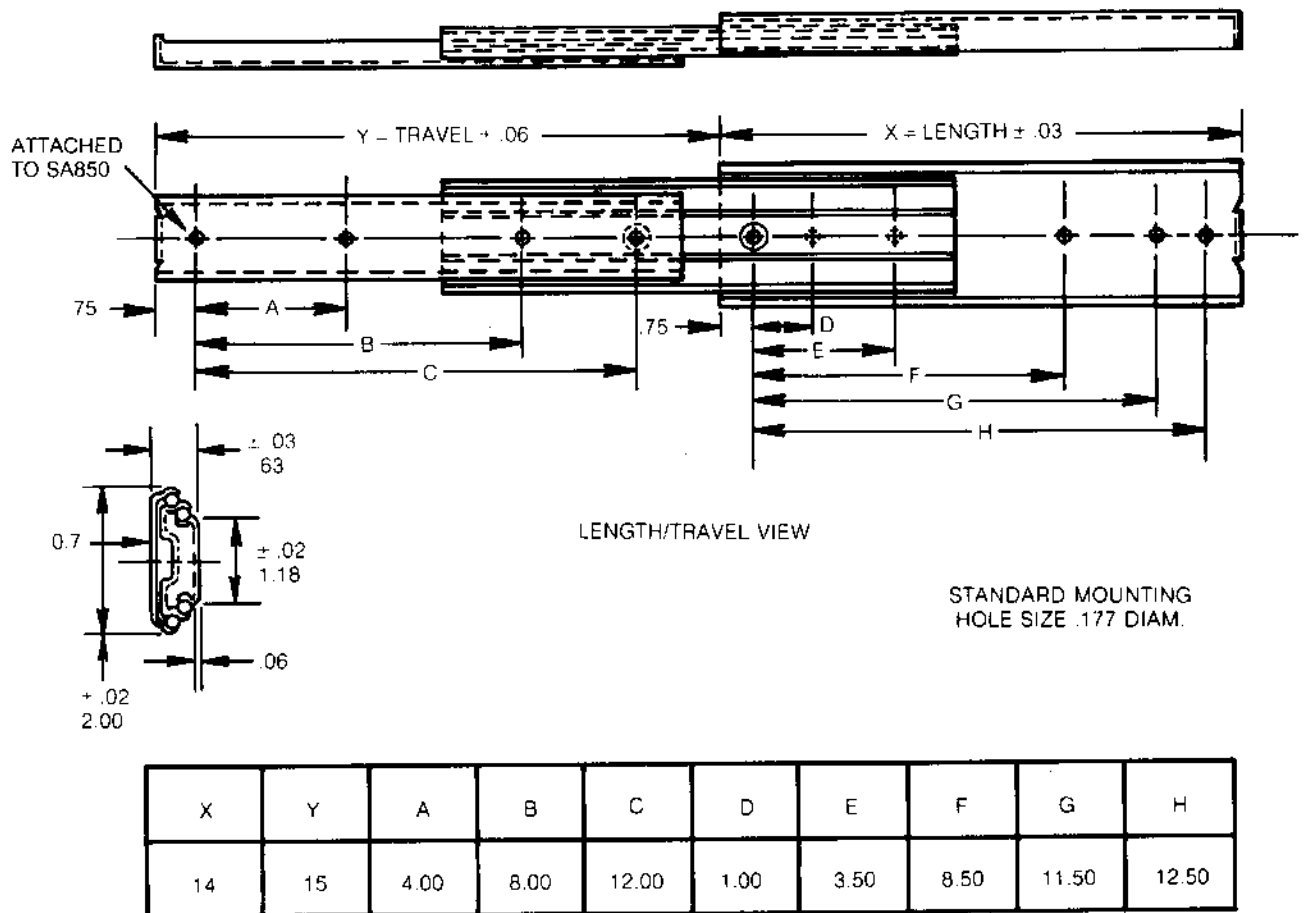 Y – TRAVEL + .06
X = LENGTH ± .03
ATTACHED
TO SA850
75
A
B
C
.75
D
E
F
G
H
± .03
63
0.7
± .02
1.18
.06
+ .02
2.00
LENGTH/TRAVEL VIEW
STANDARD MOUNTING
HOLE SIZE .177 DIAM.
X Y A B C D E F G H
14 15 4.00 8.00 12.00 1.00 3.50 8.50 11.50 12.50